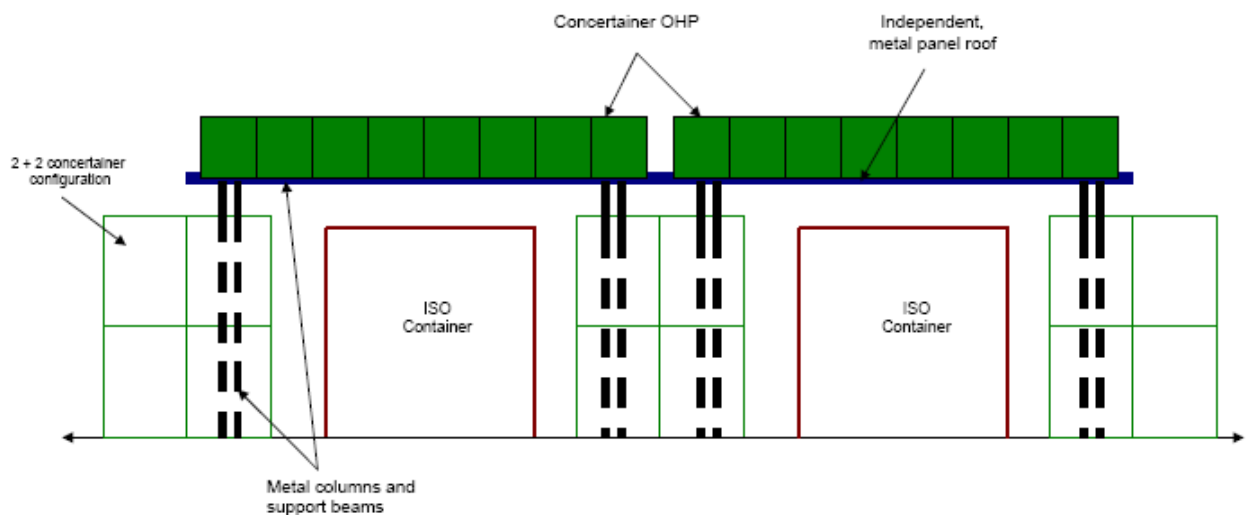 Concertainer OHP
Independent,
metal panel roof
2 + 2 concertainer
configuration
ISO
Container
ISO
Container
Metal columns and
support beams